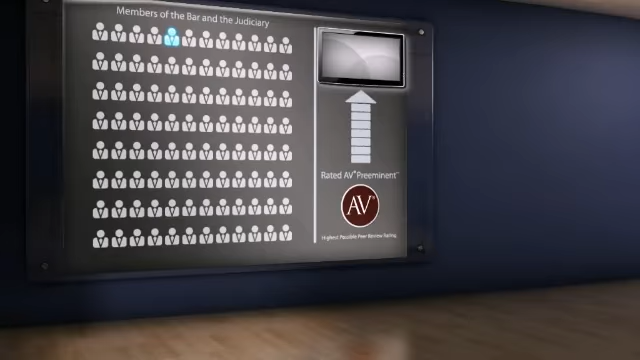 Members of the Bar and the Judiciary
Rated AV® Preeminent™
AV®
Highest Possible Peer Review Rating